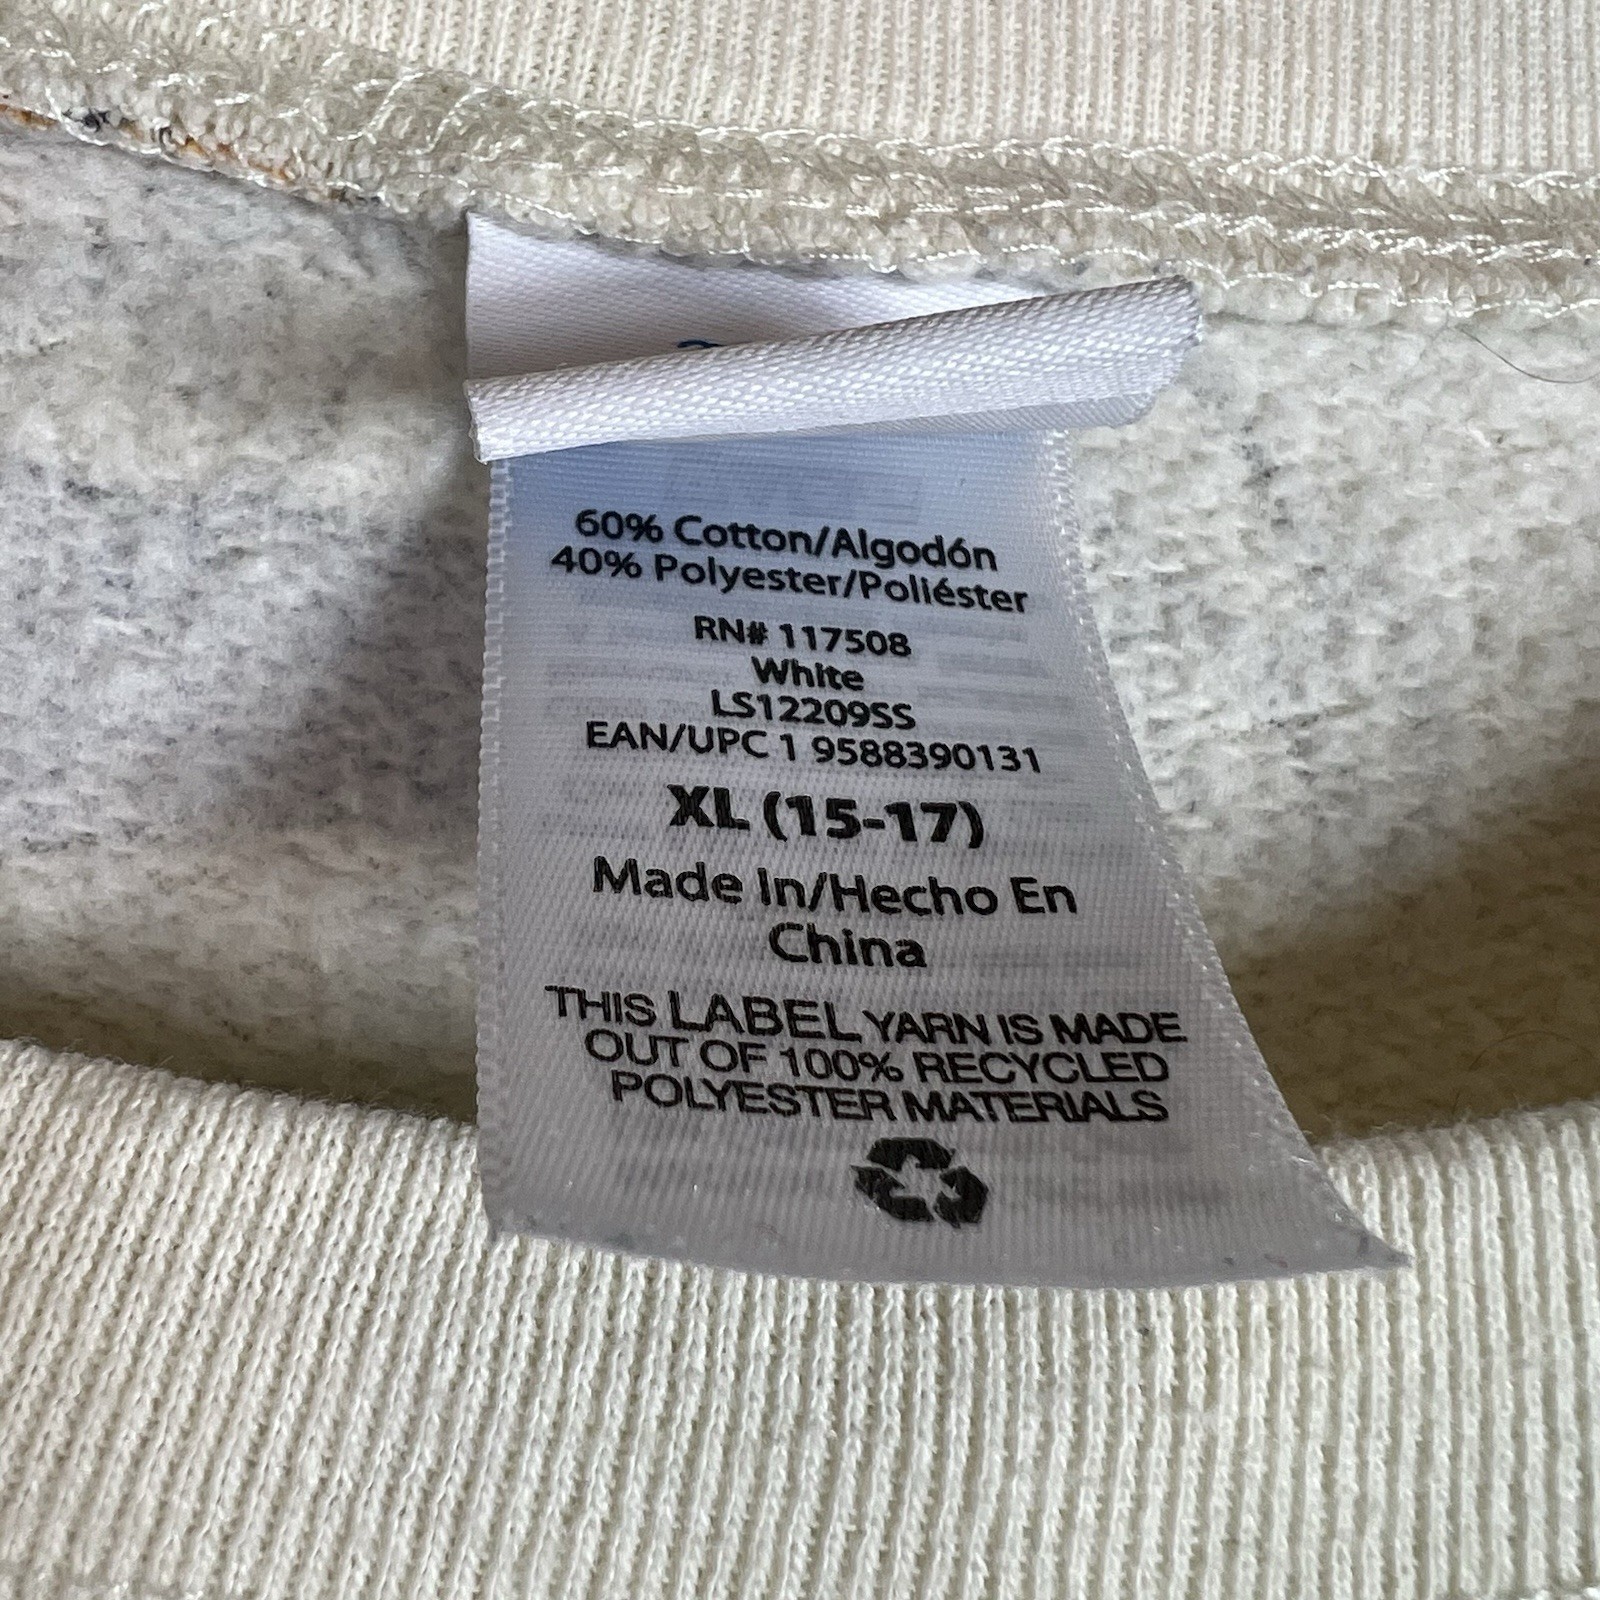 60% Cotton/Algodón
40% Polyester/Poliéster
RN# 117508
White
LS12209SS
EAN/UPC 1 9588390131
XL (15-17)
Made In/Hecho En
China
THIS LABEL YARN IS MADE
OUT OF 100% RECYCLED
POLYESTER MATERIALS